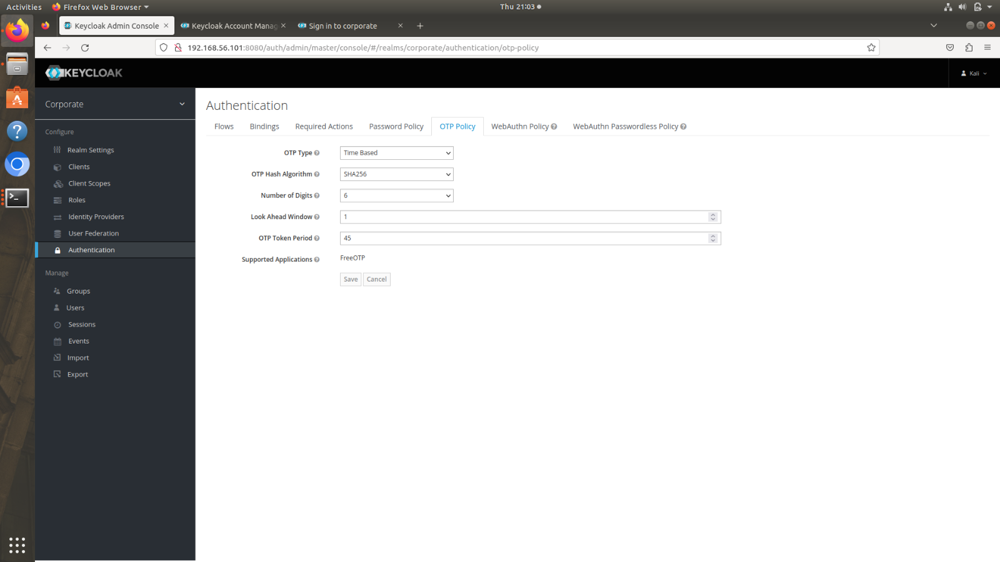 Activities Firefox Web Browser Thu 21:03
Keycloak Admin Console Keycloak Account Manag Sign in to corporate
192.168.56.101:8080/auth/admin/master/console/#/realms/corporate/authentication/otp-policy
KEYCLOAK Kali
Corporate
Configure
Realm Settings
Clients
Client Scopes
Roles
Identity Providers
User Federation
Authentication
Manage
Groups
Users
Sessions
Events
Import
Export
Authentication
Flows Bindings Required Actions Password Policy OTP Policy WebAuthn Policy WebAuthn Passwordless Policy
OTP Type Time Based
OTP Hash Algorithm SHA256
Number of Digits 6
Look Ahead Window 1
OTP Token Period 45
Supported Applications FreeOTP
Save Cancel